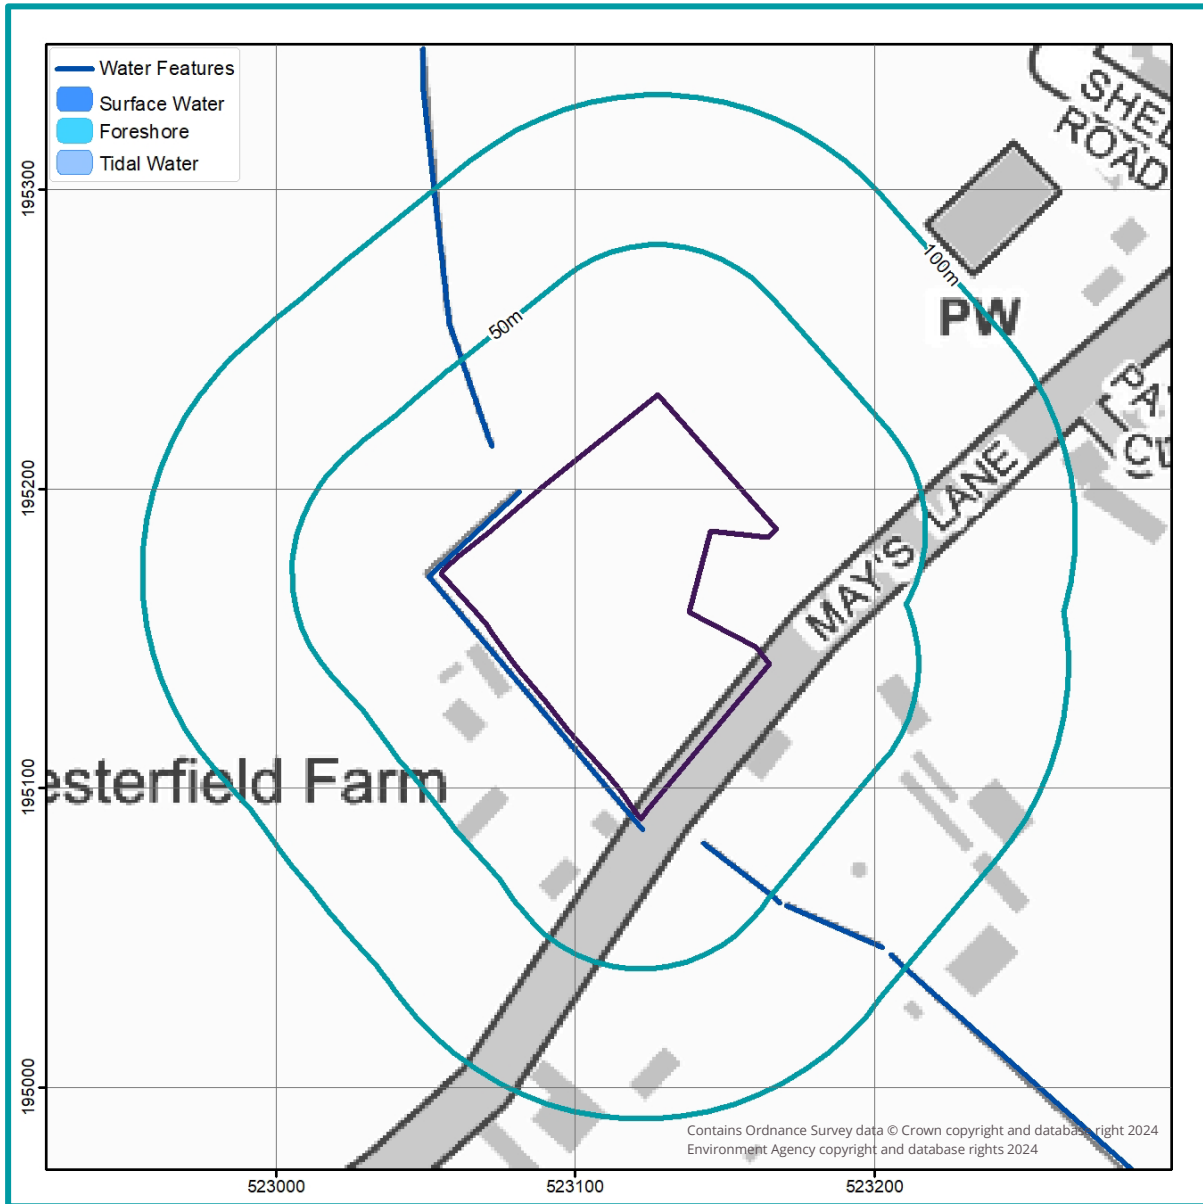 Water Features
Surface Water
Foreshore
Tidal Water
SHEL
ROAD
100m
PW
50m
PA
MAY'S LANE
esterfield Farm
195300
195200
195100
195000
523000
523100
523200
Contains Ordnance Survey data © Crown copyright and database right 2024
Environment Agency copyright and database rights 2024